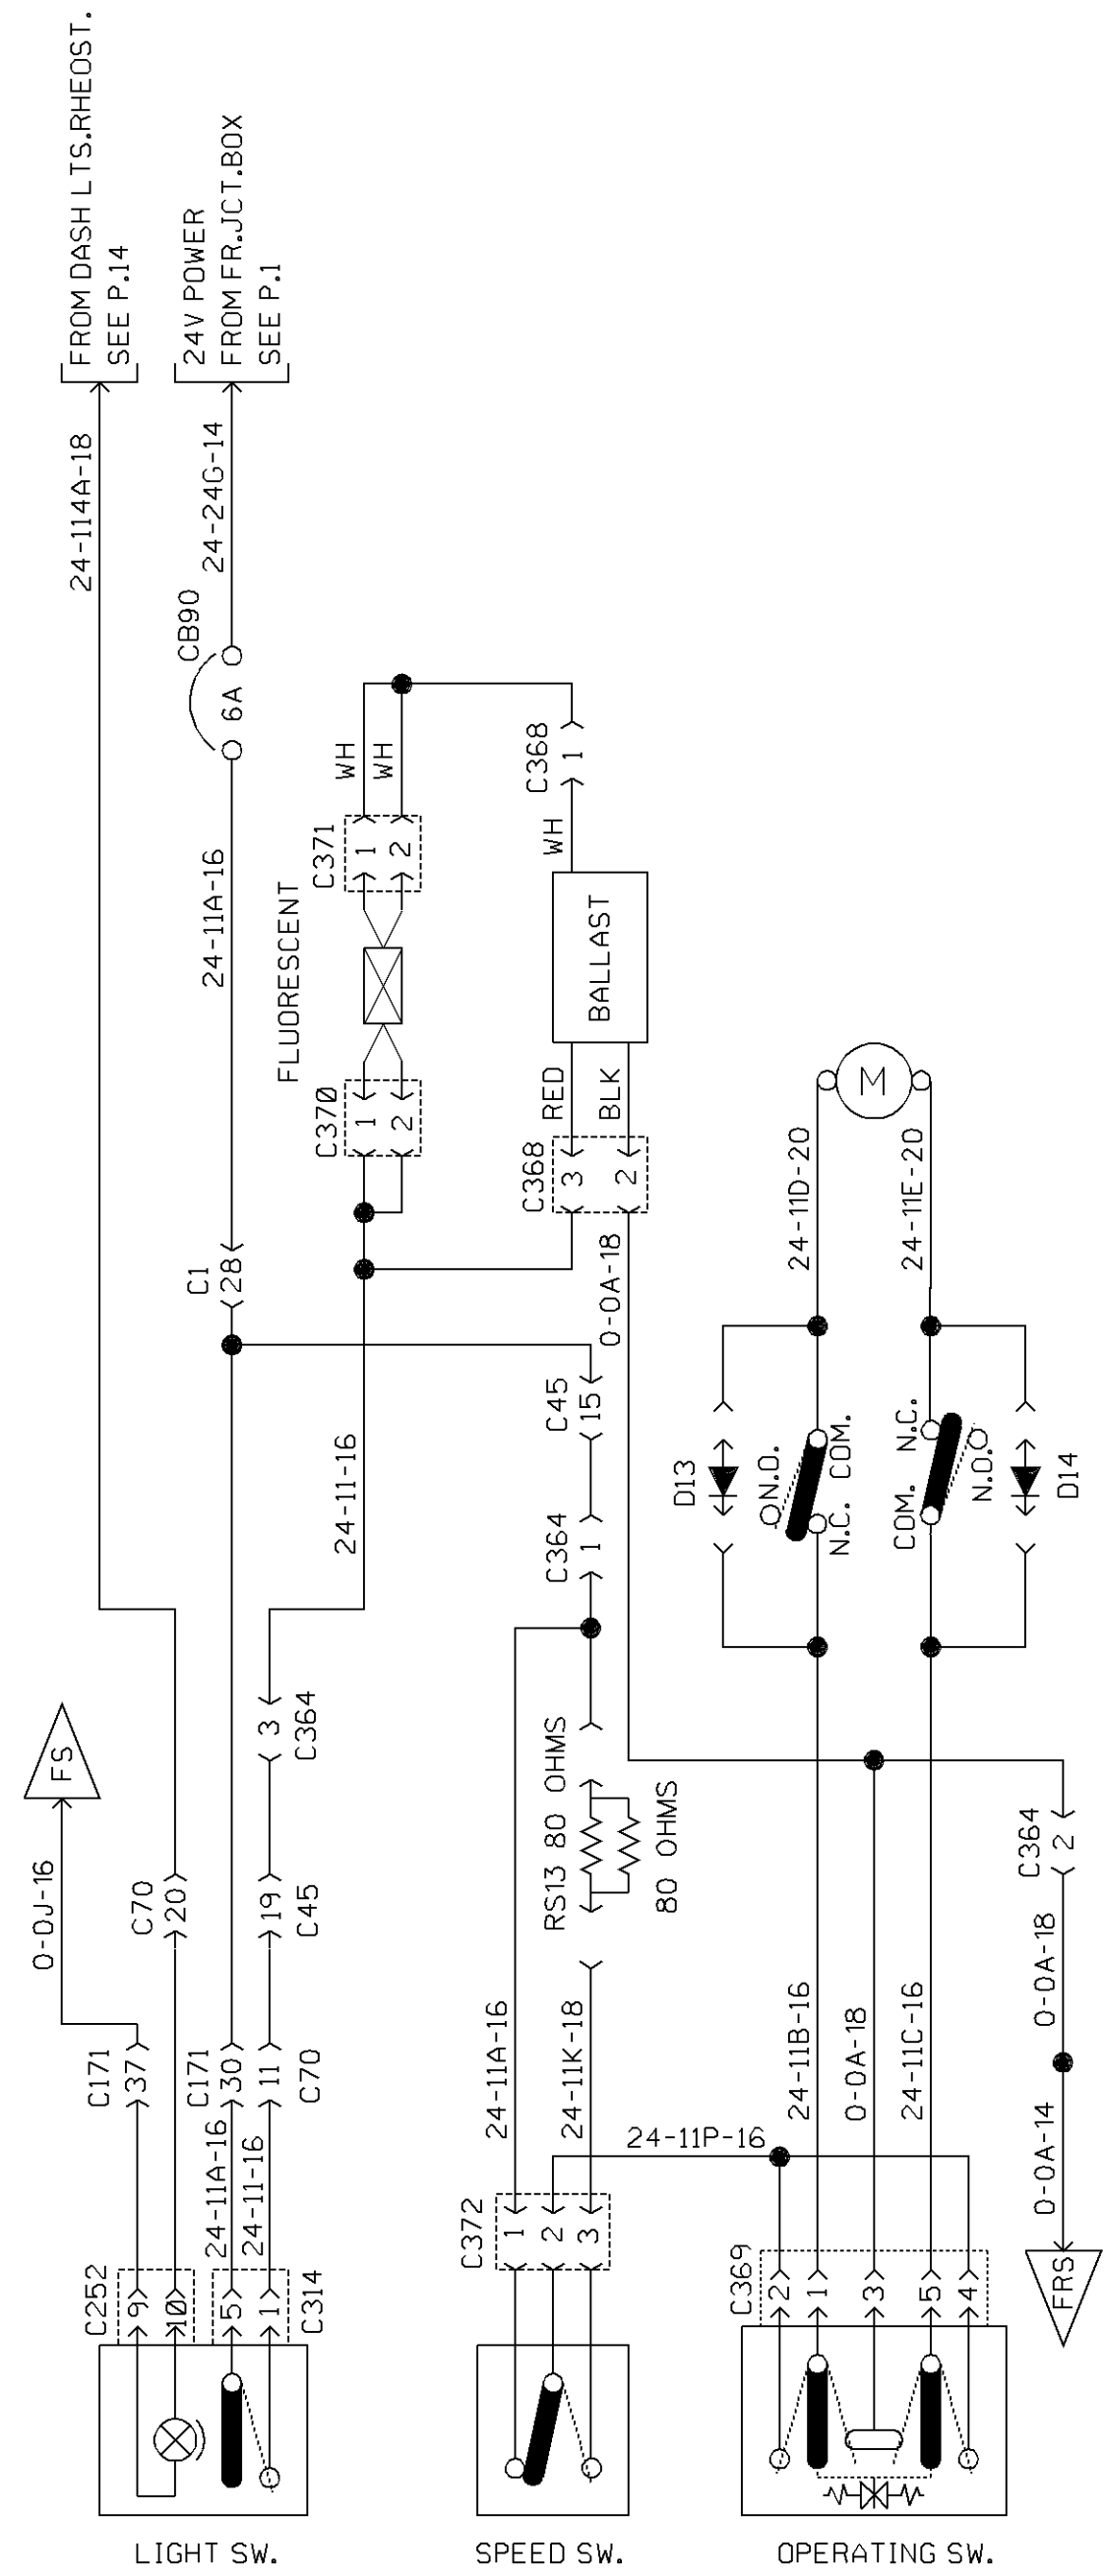 FROM DASH LTS.RHEOST.
SEE P.14
24V POWER
FROM FR.JCT.BOX
SEE P.1
24-114A-18
24-24G-14
CB90
6A
24-11A-16
C1
28
FLUORESCENT
C371
1
2
WH
WH
C370
1
2
C368
1
WH
BALLAST
RED
BLK
C368
3
2
0-0A-18
24-11-16
C45
15
C364
1
M
24-11D-20
24-11E-20
D13
N.O.
N.C.
COM.
COM.
N.C.
N.O.
D14
FS
0-0J-16
C70
20
3
C364
19
C45
C171
37
C171
30
11
C70
24-11A-16
24-11-16
C252
9
10
5
1
C314
LIGHT SW.
RS13 80 OHMS
80 OHMS
24-11A-16
24-11K-18
24-11P-16
C372
1
2
3
SPEED SW.
24-11B-16
0-0A-18
24-11C-16
C369
2
1
3
5
4
OPERATING SW.
C364
2
0-0A-18
0-0A-14
FRS